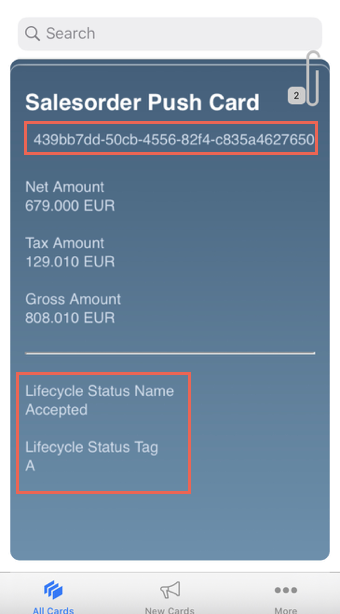 Search
2
Salesorder Push Card
439bb7dd-50cb-4556-82f4-c835a4627650
Net Amount
679.000 EUR
Tax Amount
129.010 EUR
Gross Amount
808.010 EUR
Lifecycle Status Name
Accepted
Lifecycle Status Tag
A
All Cards
New Cards
More